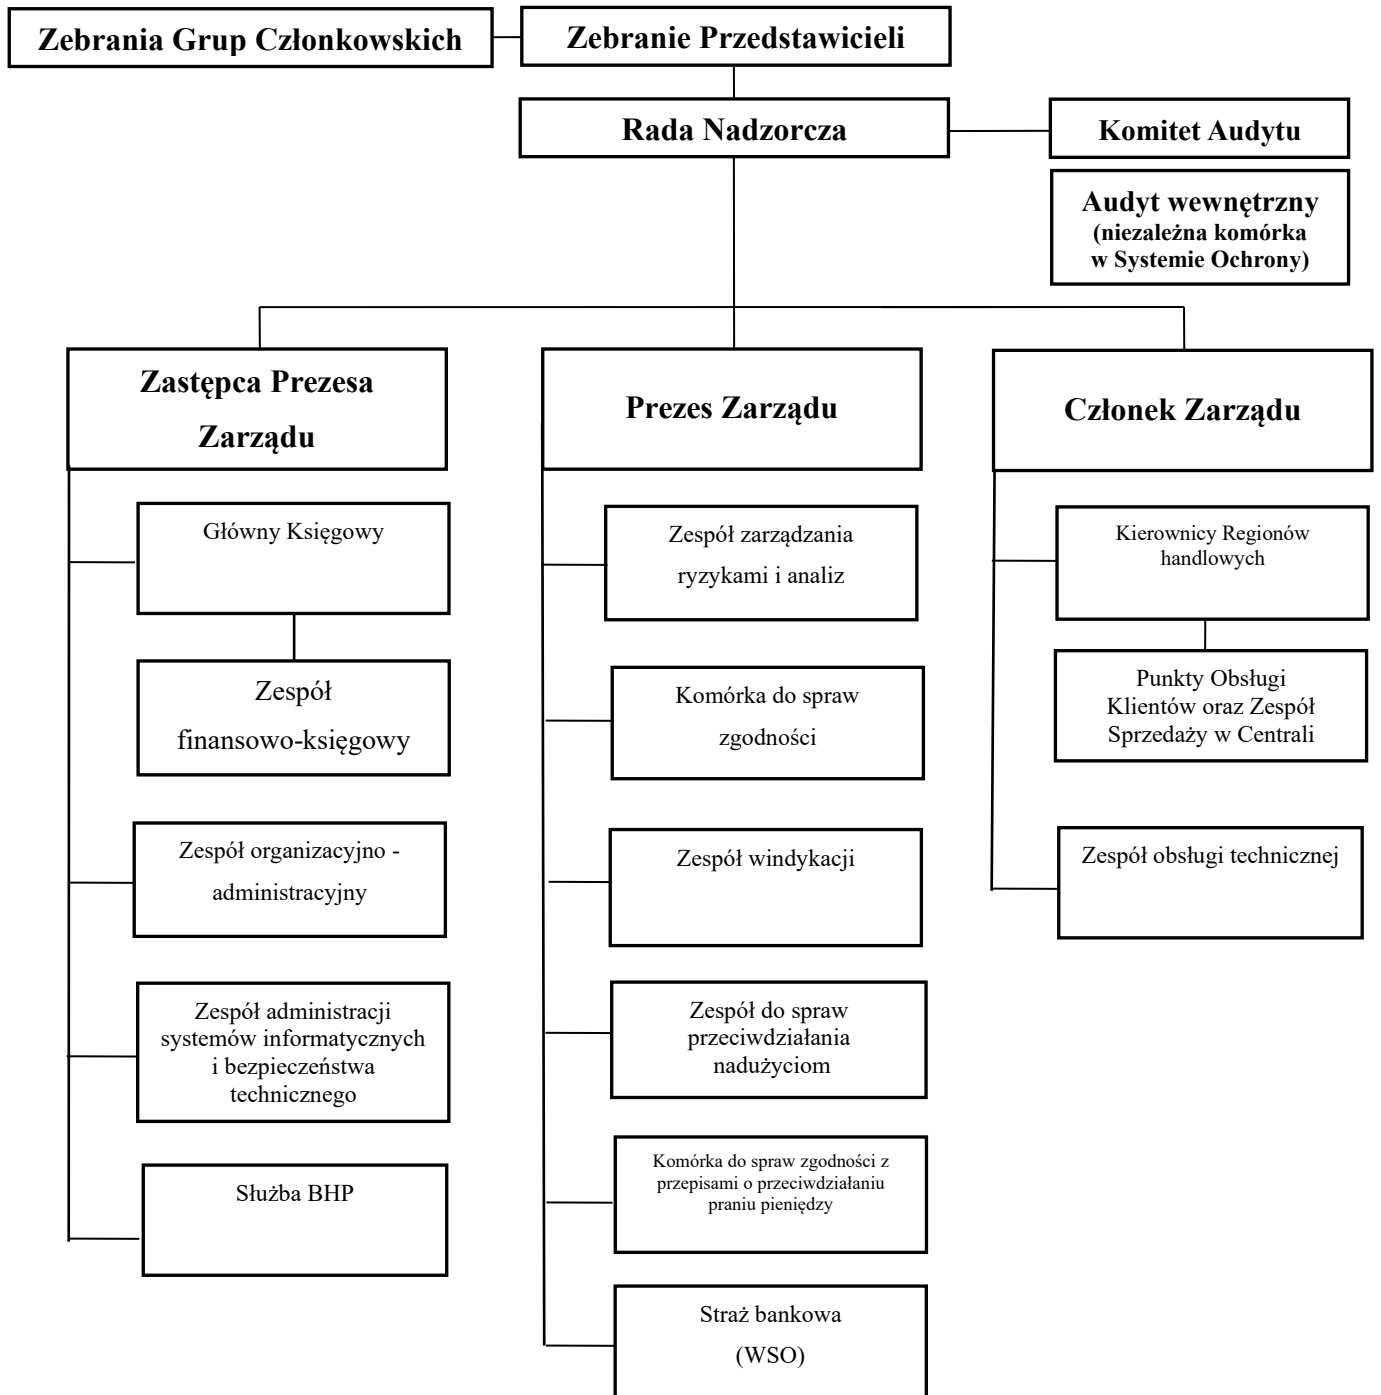 Zebrania Grup Członkowskich
Zebranie Przedstawicieli
Rada Nadzorcza
Komitet Audytu
Audyt wewnętrzny
(niezależna komórka
w Systemie Ochrony)
Zastępca Prezesa
Zarządu
Prezes Zarządu
Członek Zarządu
Główny Księgowy
Zespół
finansowo-księgowy
Zespół organizacyjno -
administracyjny
Zespół administracji
systemów informatycznych
i bezpieczeństwa
technicznego
Służba BHP
Zespół zarządzania
ryzykami i analiz
Komórka do spraw
zgodności
Zespół windykacji
Zespół do spraw
przeciwdziałania
nadużyciom
Komórka do spraw zgodności z
przepisami o przeciwdziałaniu
praniu pieniędzy
Straż bankowa
(WSO)
Kierownicy Regionów
handlowych
Punkty Obsługi
Klientów oraz Zespół
Sprzedaży w Centrali
Zespół obsługi technicznej